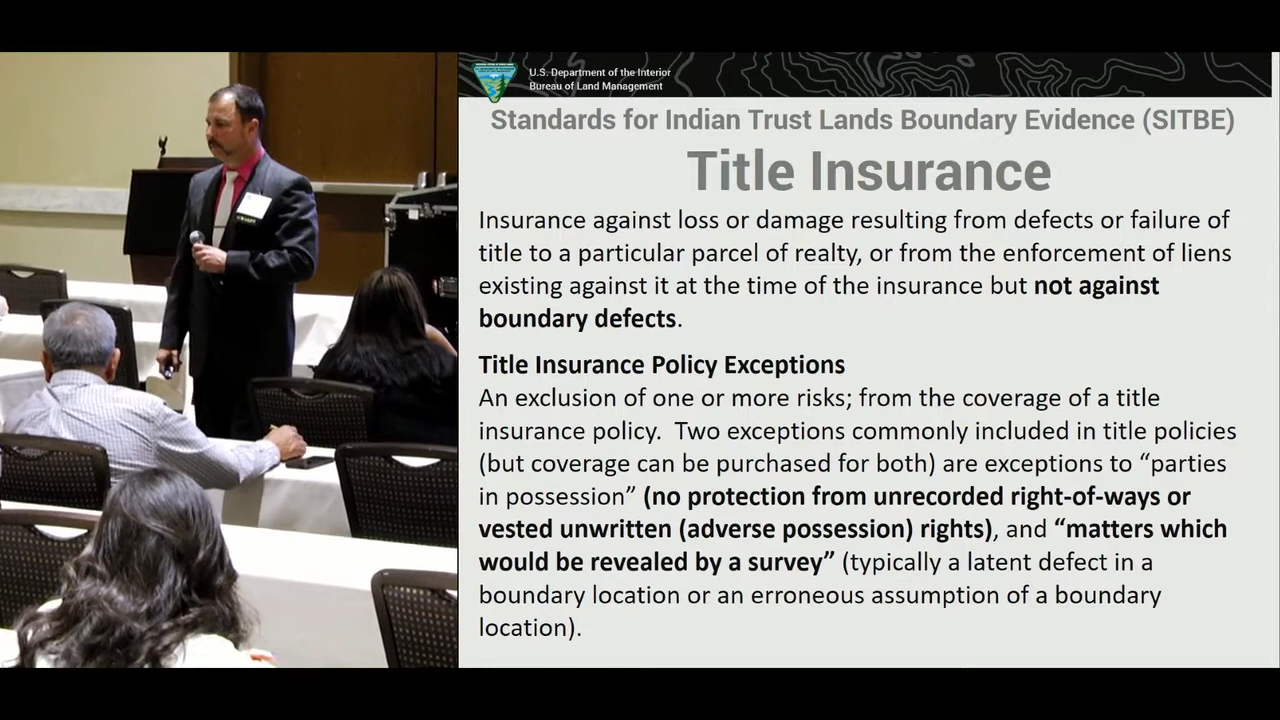 U.S. Department of the Interior
Bureau of Land Management
Standards for Indian Trust Lands Boundary Evidence (SITBE)
Title Insurance
Insurance against loss or damage resulting from defects or failure of
title to a particular parcel of realty, or from the enforcement of liens
existing against it at the time of the insurance but not against
boundary defects.
Title Insurance Policy Exceptions
An exclusion of one or more risks; from the coverage of a title
insurance policy.  Two exceptions commonly included in title policies
(but coverage can be purchased for both) are exceptions to “parties
in possession” (no protection from unrecorded right-of-ways or
vested unwritten (adverse possession) rights), and “matters which
would be revealed by a survey” (typically a latent defect in a
boundary location or an erroneous assumption of a boundary
location).